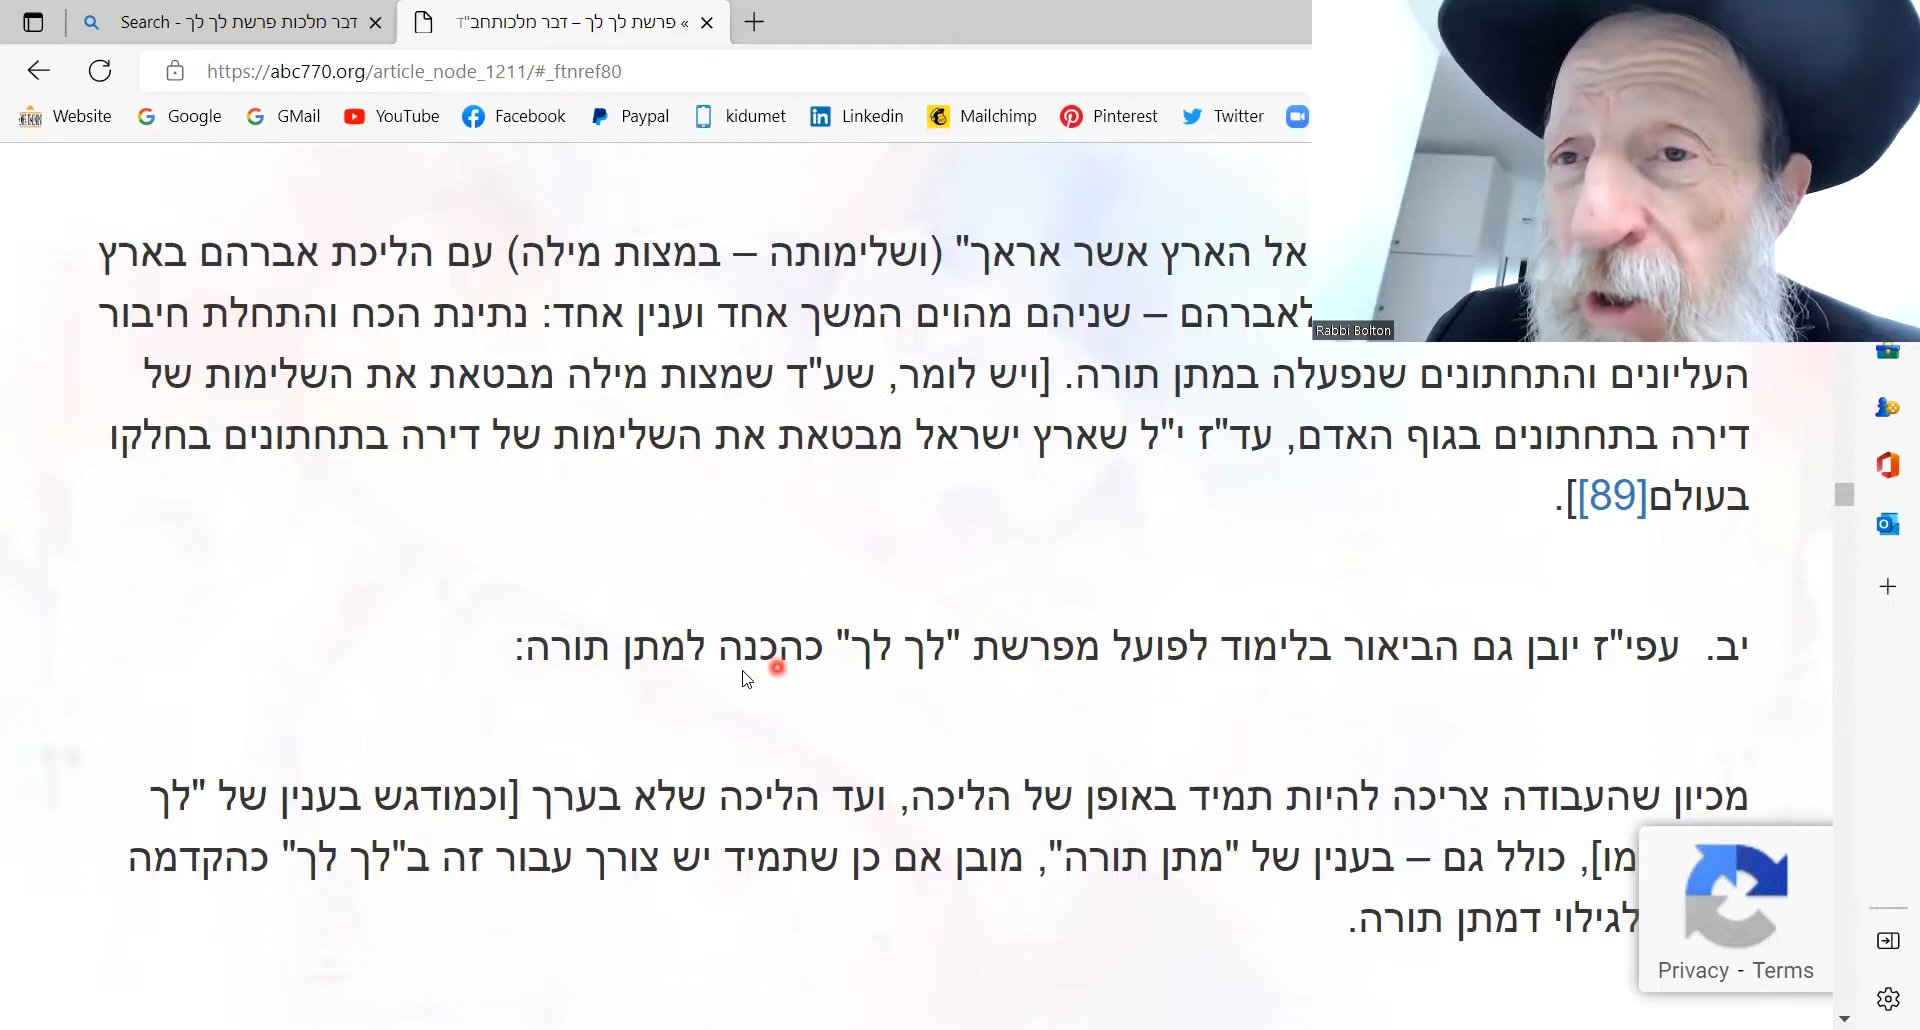 Search - דבר מלכות פרשת לך לך
» פרשת לך לך – דבר מלכותחב"ד
https://abc770.org/article_node_1211/#_ftnref80
Website Google GMail YouTube Facebook Paypal kidumet Linkedin Mailchimp Pinterest Twitter
Rabbi Bolton
אל הארץ אשר אראך" (ושלימותה – במצות מילה) עם הליכת אברהם בארץ
לאברהם – שניהם מהוים המשך אחד וענין אחד: נתינת הכח והתחלת חיבור
העליונים והתחתונים שנפעלה במתן תורה. [ויש לומר, שע"ד שמצות מילה מבטאת את השלימות של
דירה בתחתונים בגוף האדם, עד"ז י"ל שארץ ישראל מבטאת את השלימות של דירה בתחתונים בחלקו
בעולם[89]].
יב. עפי"ז יובן גם הביאור בלימוד לפועל מפרשת "לך לך" כהכנה למתן תורה:
מכיון שהעבודה צריכה להיות תמיד באופן של הליכה, ועד הליכה שלא בערך [וכמודגש בענין של "לך
מו], כולל גם – בענין של "מתן תורה", מובן אם כן שתמיד יש צורך עבור זה ב"לך לך" כהקדמה
לגילוי דמתן תורה.
Privacy - Terms